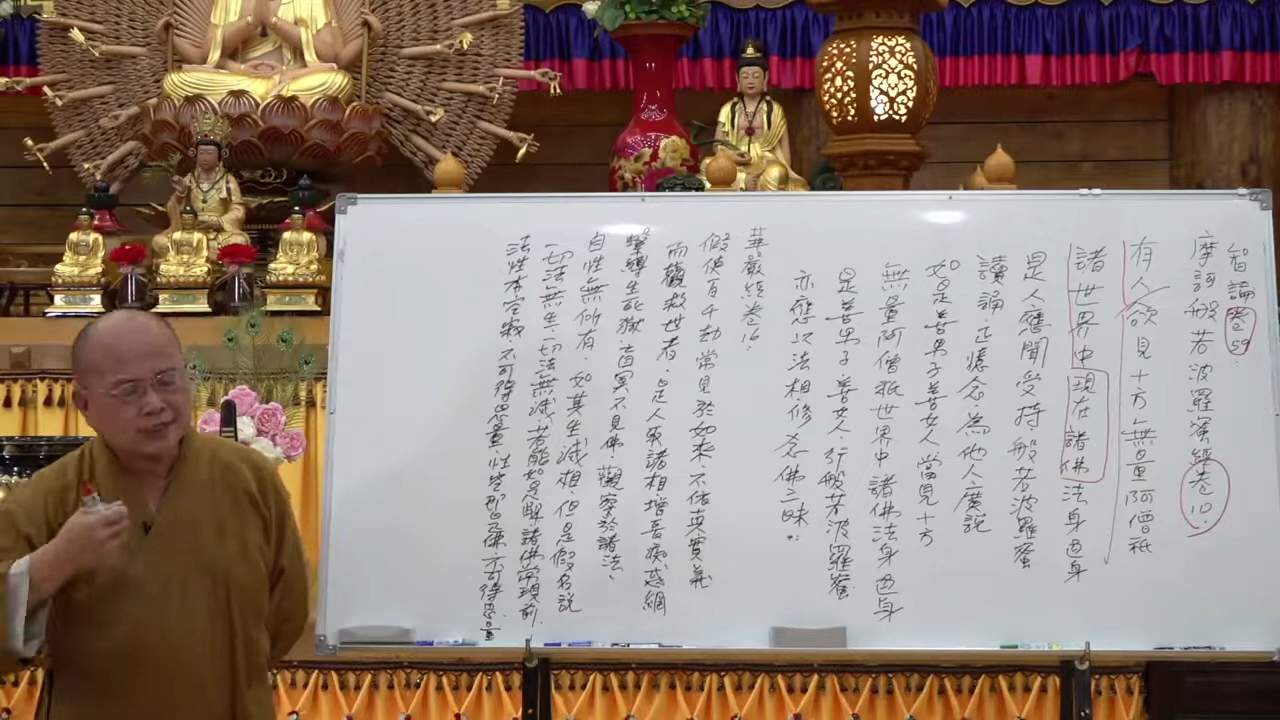 智論卷59:
摩訶般若波羅蜜經卷10:
有人欲見十方無量阿僧祇
諸世界中現在諸佛法身色身
是人應聞受持般若波羅蜜
讀誦正憶念為他人廣說
如是善男子善女人當見十方
無量阿僧祇世界中諸佛法身色身
是善男子善女人,行般若波羅蜜
亦應以法相修念佛三昧:
華嚴經卷16:
假使百千劫常見於如來,不依真實義
而觀救世者,是人取諸相增長癡惑網
繫縛生死獄,盲冥不見佛 觀察於諸法,
自性無所有,如其生滅相,但是假名說
一切法無生,一切法無滅,若能如是解諸佛常現前,
法性本空寂 不可得思量